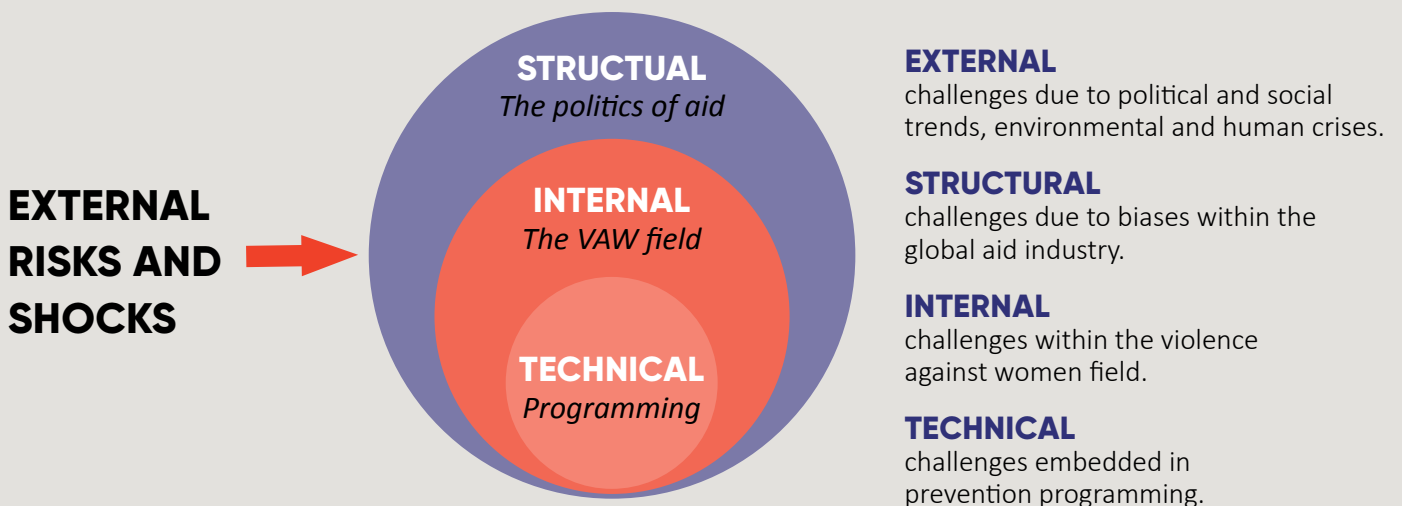 EXTERNAL
RISKS AND
SHOCKS
STRUCTUAL
The politics of aid
INTERNAL
The VAW field
TECHNICAL
Programming
EXTERNAL
challenges due to political and social
trends, environmental and human crises.
STRUCTURAL
challenges due to biases within the
global aid industry.
INTERNAL
challenges within the violence
against women field.
TECHNICAL
challenges embedded in
prevention programming.